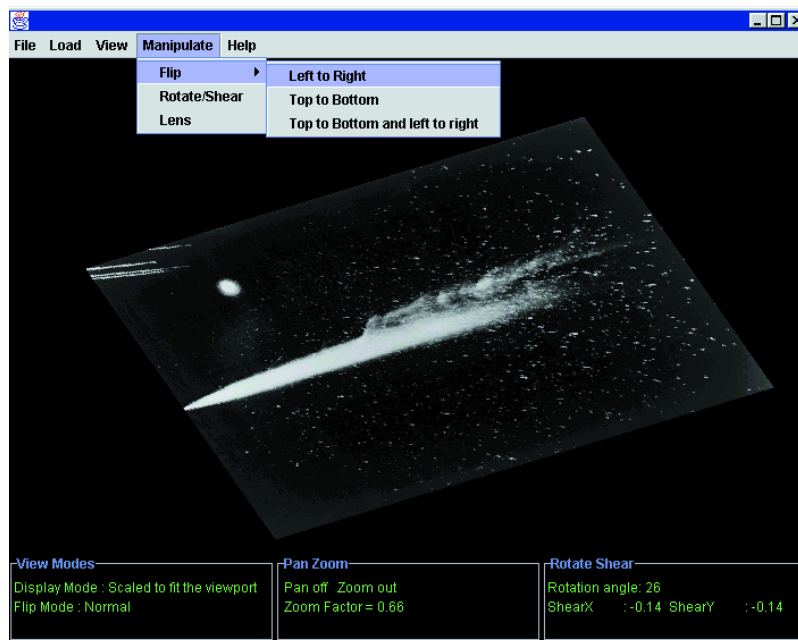 File Load View Manipulate Help
Flip
Rotate/Shear
Lens
Left to Right
Top to Bottom
Top to Bottom and left to right
View Modes
Display Mode : Scaled to fit the viewport
Flip Mode : Normal
Pan Zoom
Pan off Zoom out
Zoom Factor = 0.66
Rotate Shear
Rotation angle: 26
ShearX :-0.14 ShearY :-0.14